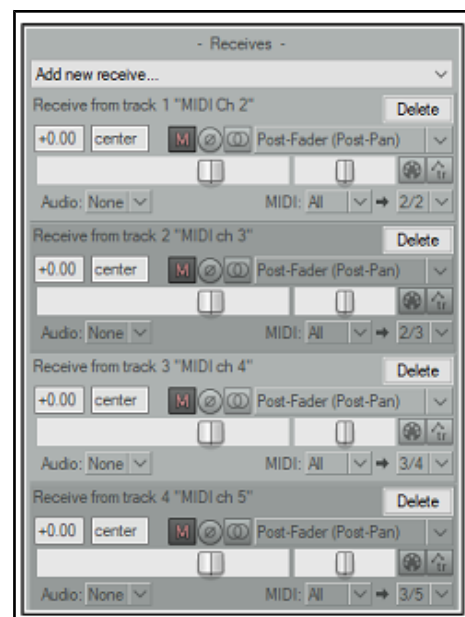 - Receives -
Add new receive...
Receive from track 1 "MIDI Ch 2"
Delete
+0.00 center M Post-Fader (Post-Pan)
tr
Audio: None MIDI: All 2/2
Receive from track 2 "MIDI ch 3"
Delete
+0.00 center M Post-Fader (Post-Pan)
tr
Audio: None MIDI: All 2/3
Receive from track 3 "MIDI ch 4"
Delete
+0.00 center M Post-Fader (Post-Pan)
tr
Audio: None MIDI: All 3/4
Receive from track 4 "MIDI ch 5"
Delete
+0.00 center M Post-Fader (Post-Pan)
tr
Audio: None MIDI: All 3/5